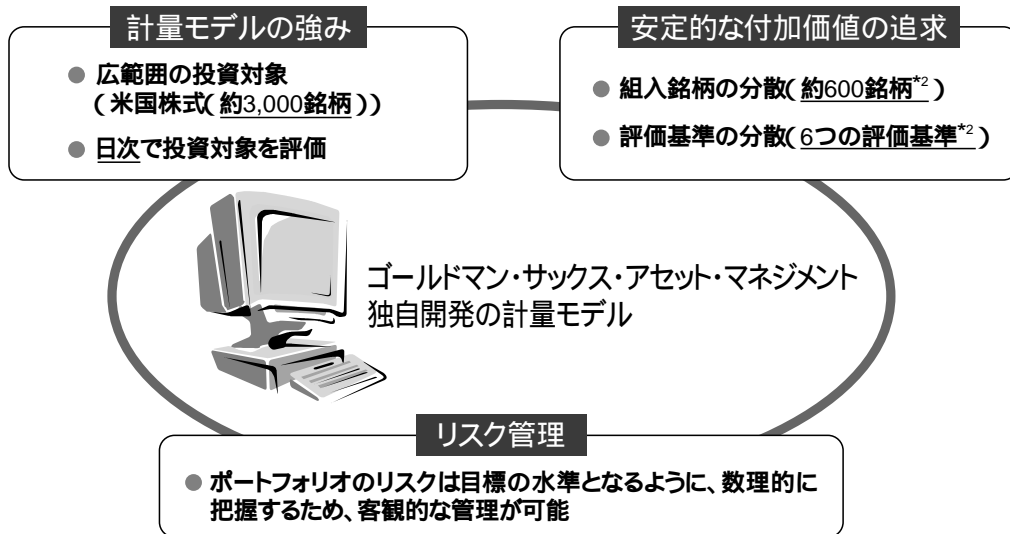 計量モデルの強み
● 広範囲の投資対象
(米国株式(約3,000銘柄))
● 日次で投資対象を評価
安定的な付加価値の追求
● 組入銘柄の分散(約600銘柄*2)
● 評価基準の分散(6つの評価基準*2)
ゴールドマン・サックス・アセット・マネジメント
独自開発の計量モデル
リスク管理
● ポートフォリオのリスクは目標の水準となるように、数理的に
把握するため、客観的な管理が可能